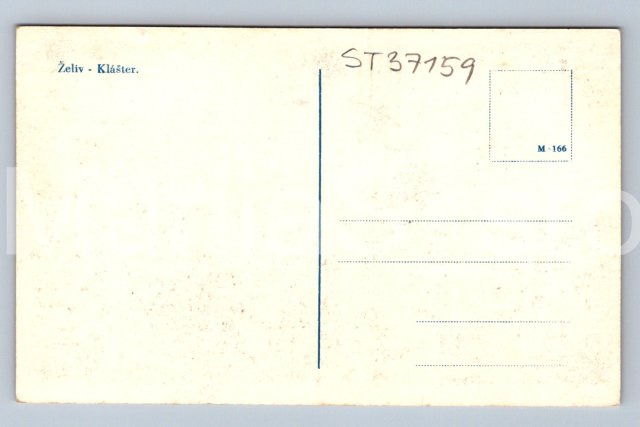 Želiv - Klášter.
ST37159
M - 166